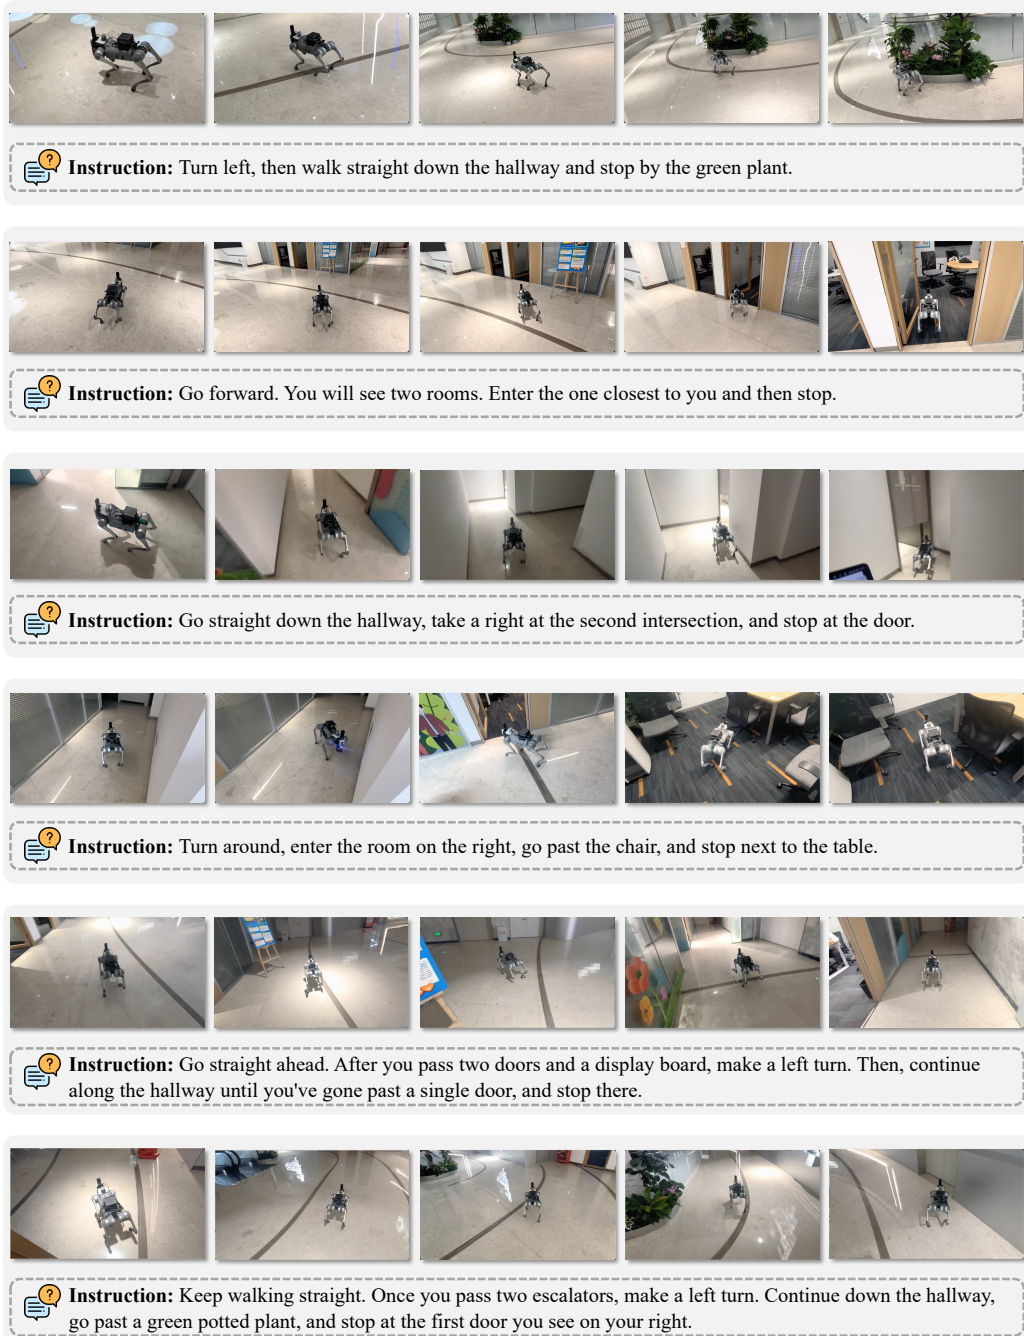 Instruction: Turn left, then walk straight down the hallway and stop by the green plant.
Instruction: Go forward. You will see two rooms. Enter the one closest to you and then stop.
Instruction: Go straight down the hallway, take a right at the second intersection, and stop at the door.
Instruction: Turn around, enter the room on the right, go past the chair, and stop next to the table.
Instruction: Go straight ahead. After you pass two doors and a display board, make a left turn. Then, continue
along the hallway until you've gone past a single door, and stop there.
Instruction: Keep walking straight. Once you pass two escalators, make a left turn. Continue down the hallway,
go past a green potted plant, and stop at the first door you see on your right.